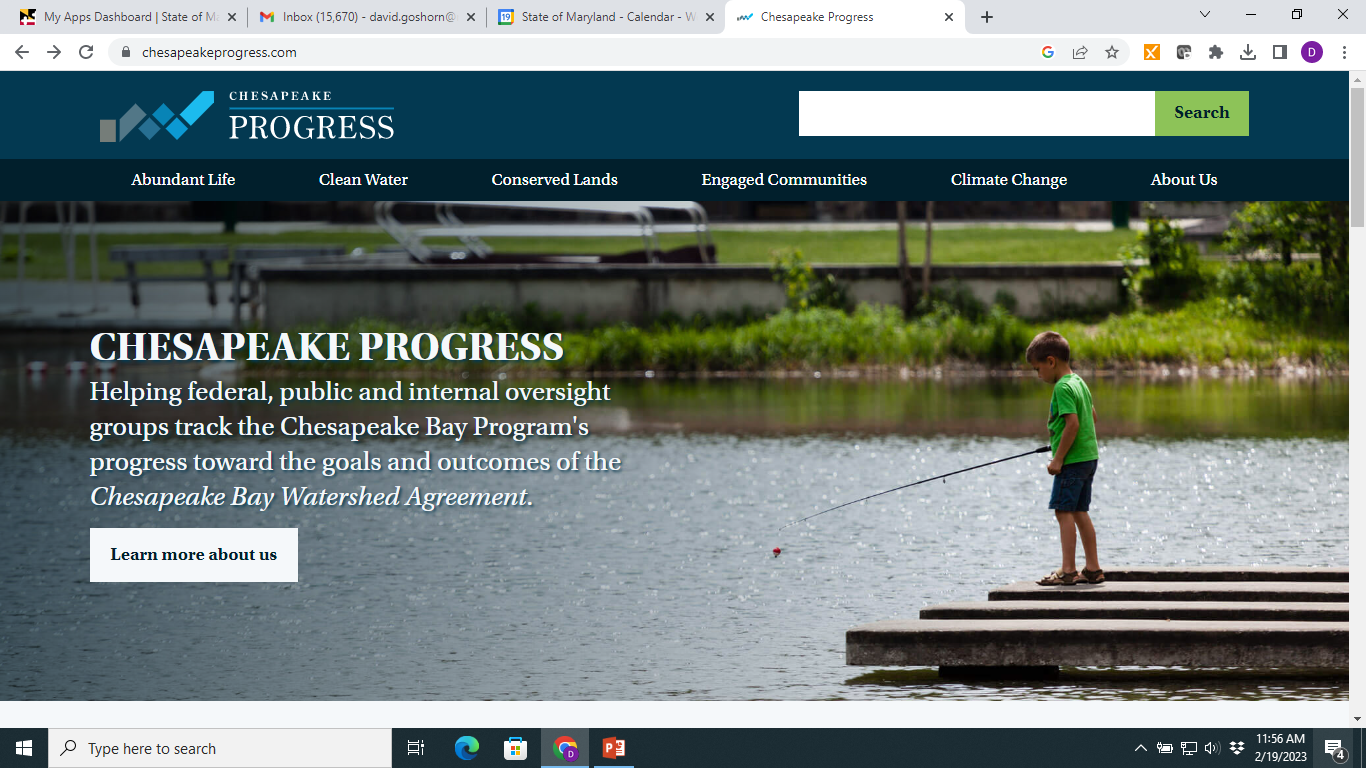 My Apps Dashboard | State of Ma
Inbox (15,670) - david.goshorn@
State of Maryland - Calendar - W
Chesapeake Progress
chesapeakeprogress.com
D
CHESAPEAKE
PROGRESS
Search
Abundant Life
Clean Water
Conserved Lands
Engaged Communities
Climate Change
About Us
CHESAPEAKE PROGRESS
Helping federal, public and internal oversight
groups track the Chesapeake Bay Program's
progress toward the goals and outcomes of the
Chesapeake Bay Watershed Agreement.
Learn more about us
Type here to search
D
11:56 AM
2/19/2023
4